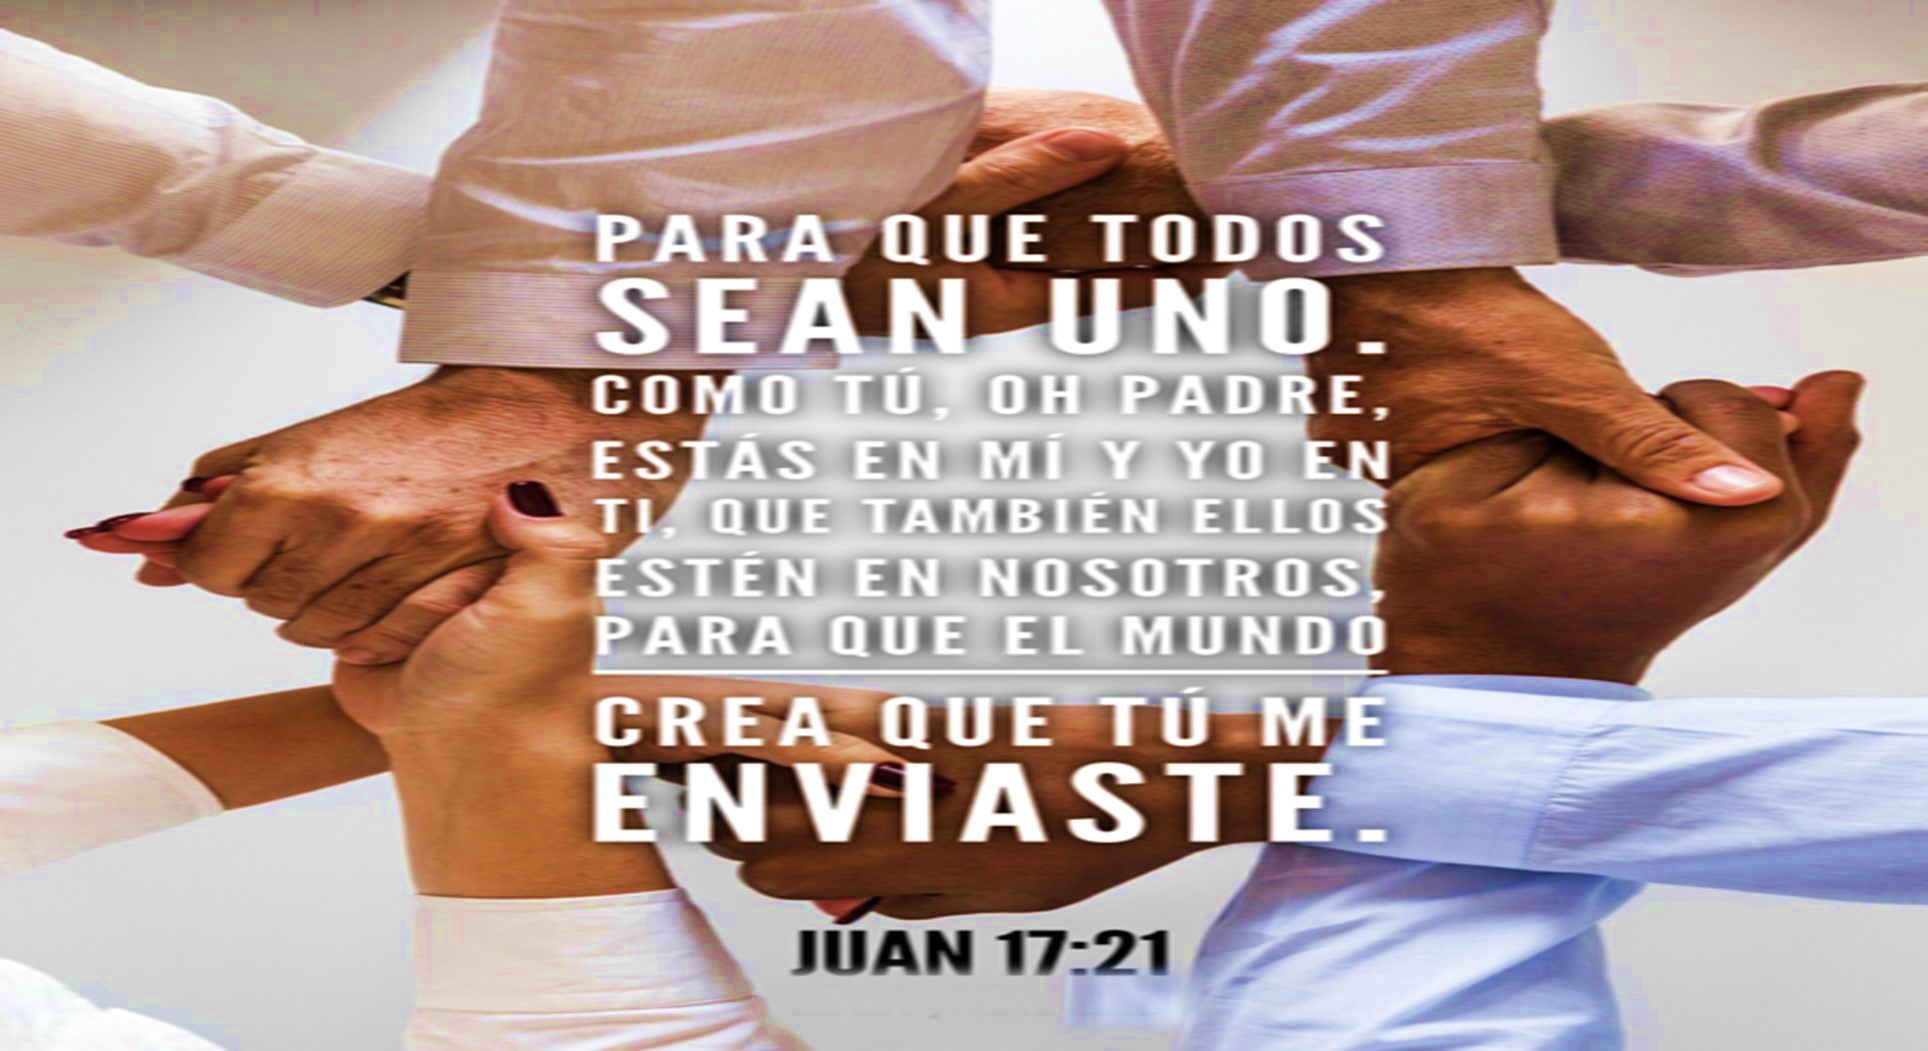 PARA QUE TODOS
SEAN UNO.
COMO TÚ, OH PADRE,
ESTÁS EN MÍ Y YO EN
TI, QUE TAMBIÉN ELLOS
ESTÉN EN NOSOTROS,
PARA QUE EL MUNDO
CREA QUE TÚ ME
ENVIASTE.
JUAN 17:21